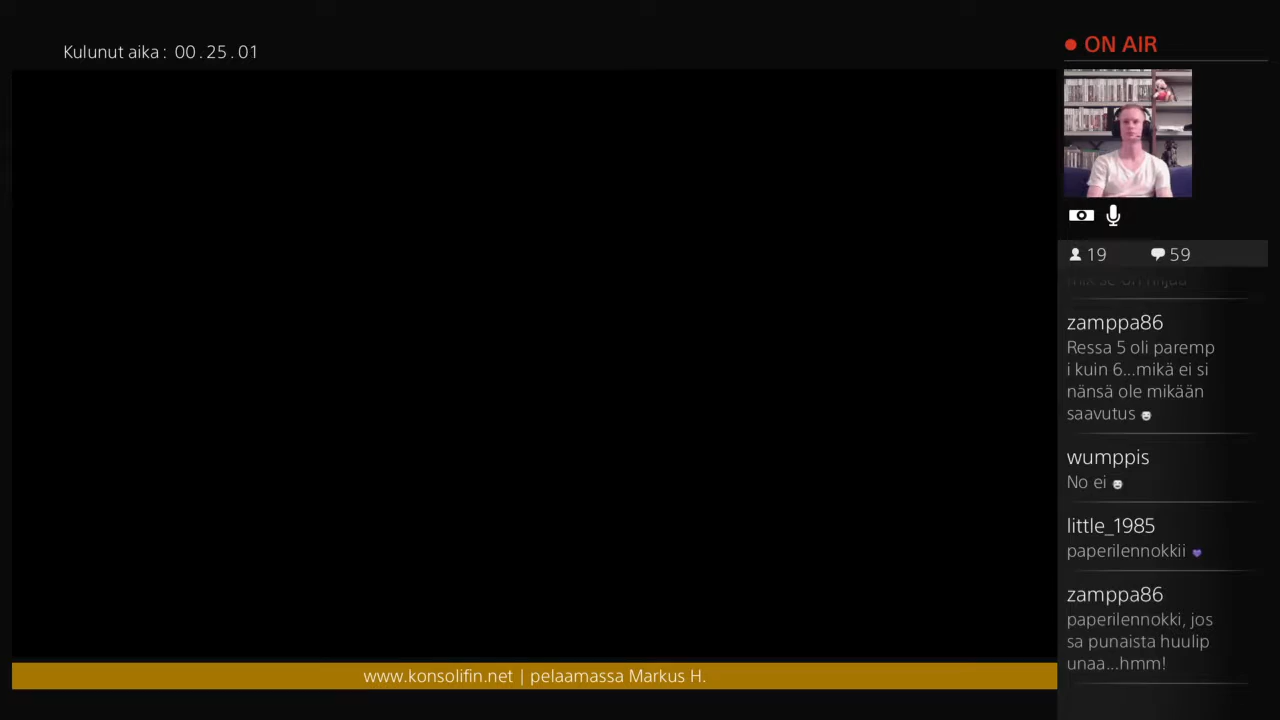 Kulunut aika : 00.25.01
ON AIR
19 59
zamppa86
Ressa 5 oli paremp
i kuin 6...mikä ei si
nänsä ole mikään
saavutus
wumppis
No ei
little_1985
paperilennokkii
zamppa86
paperilennokki, jos
sa punaista huulip
unaa...hmm!
www.konsolifin.net | pelaamassa Markus H.